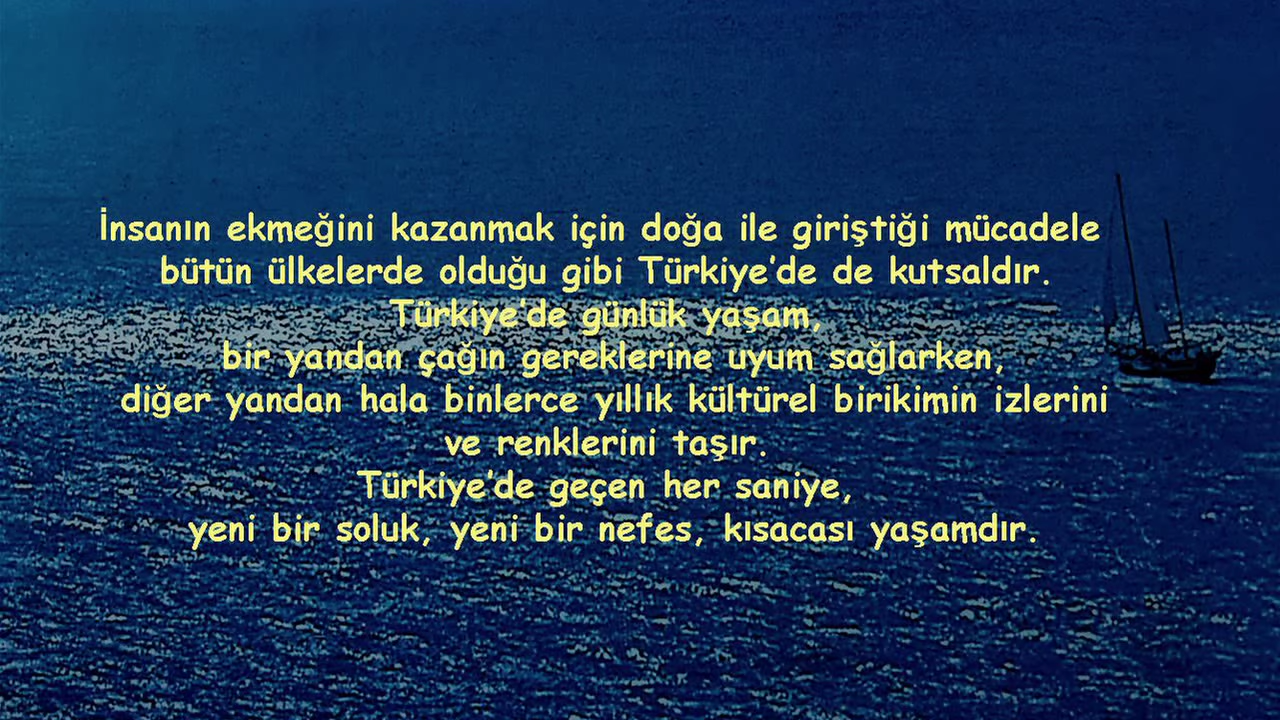 İnsanın ekmeğini kazanmak için doğa ile giriştiği mücadele
bütün ülkelerde olduğu gibi Türkiye'de de kutsaldır.
Türkiye'de günlük yaşam,
bir yandan çağın gereklerine uyum sağlarken,
diğer yandan hala binlerce yıllık kültürel birikimin izlerini
ve renklerini taşır.
Türkiye'de geçen her saniye,
yeni bir soluk, yeni bir nefes, kısacası yaşamdır.